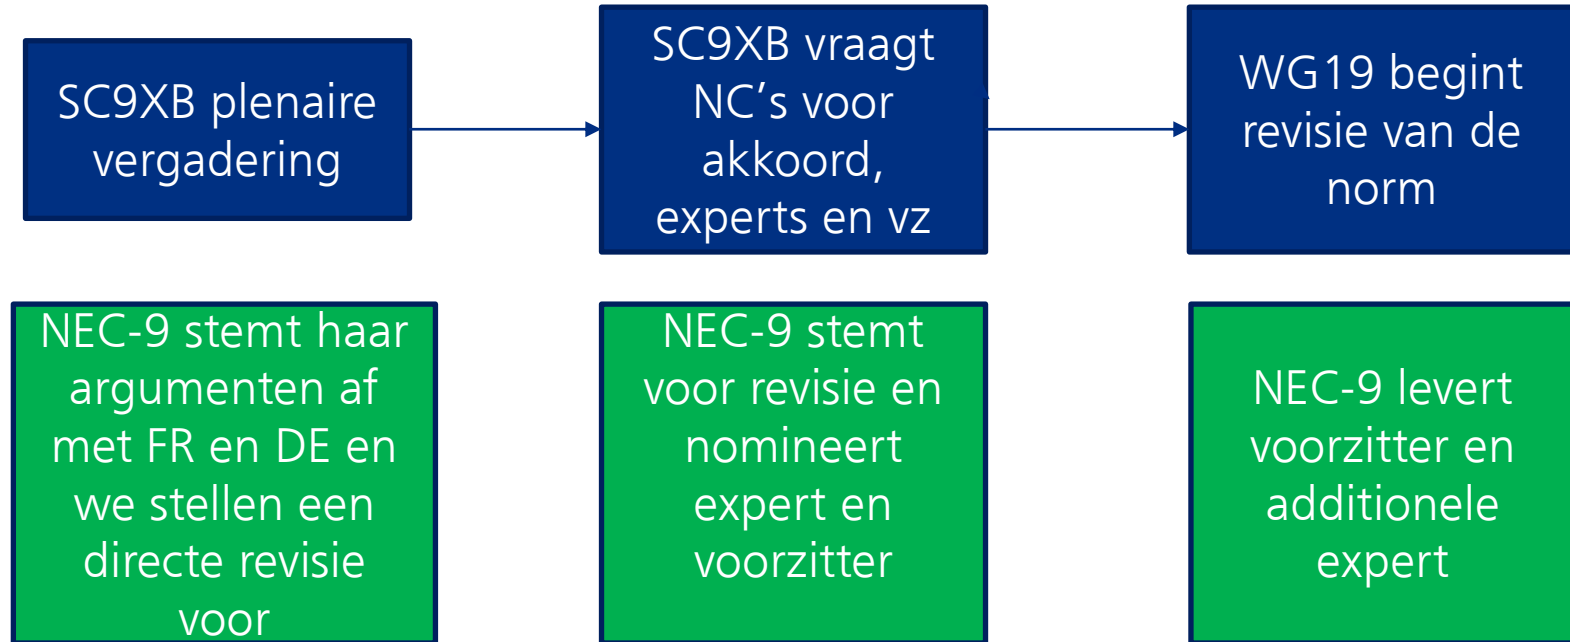 SC9XB plenaire
vergadering
SC9XB vraagt
NC’s voor
akkoord,
experts en vz
WG19 begint
revisie van de
norm
NEC-9 stemt haar
argumenten af
met FR en DE en
we stellen een
directe revisie
voor
NEC-9 stemt
voor revisie en
nomineert
expert en
voorzitter
NEC-9 levert
voorzitter en
additionele
expert